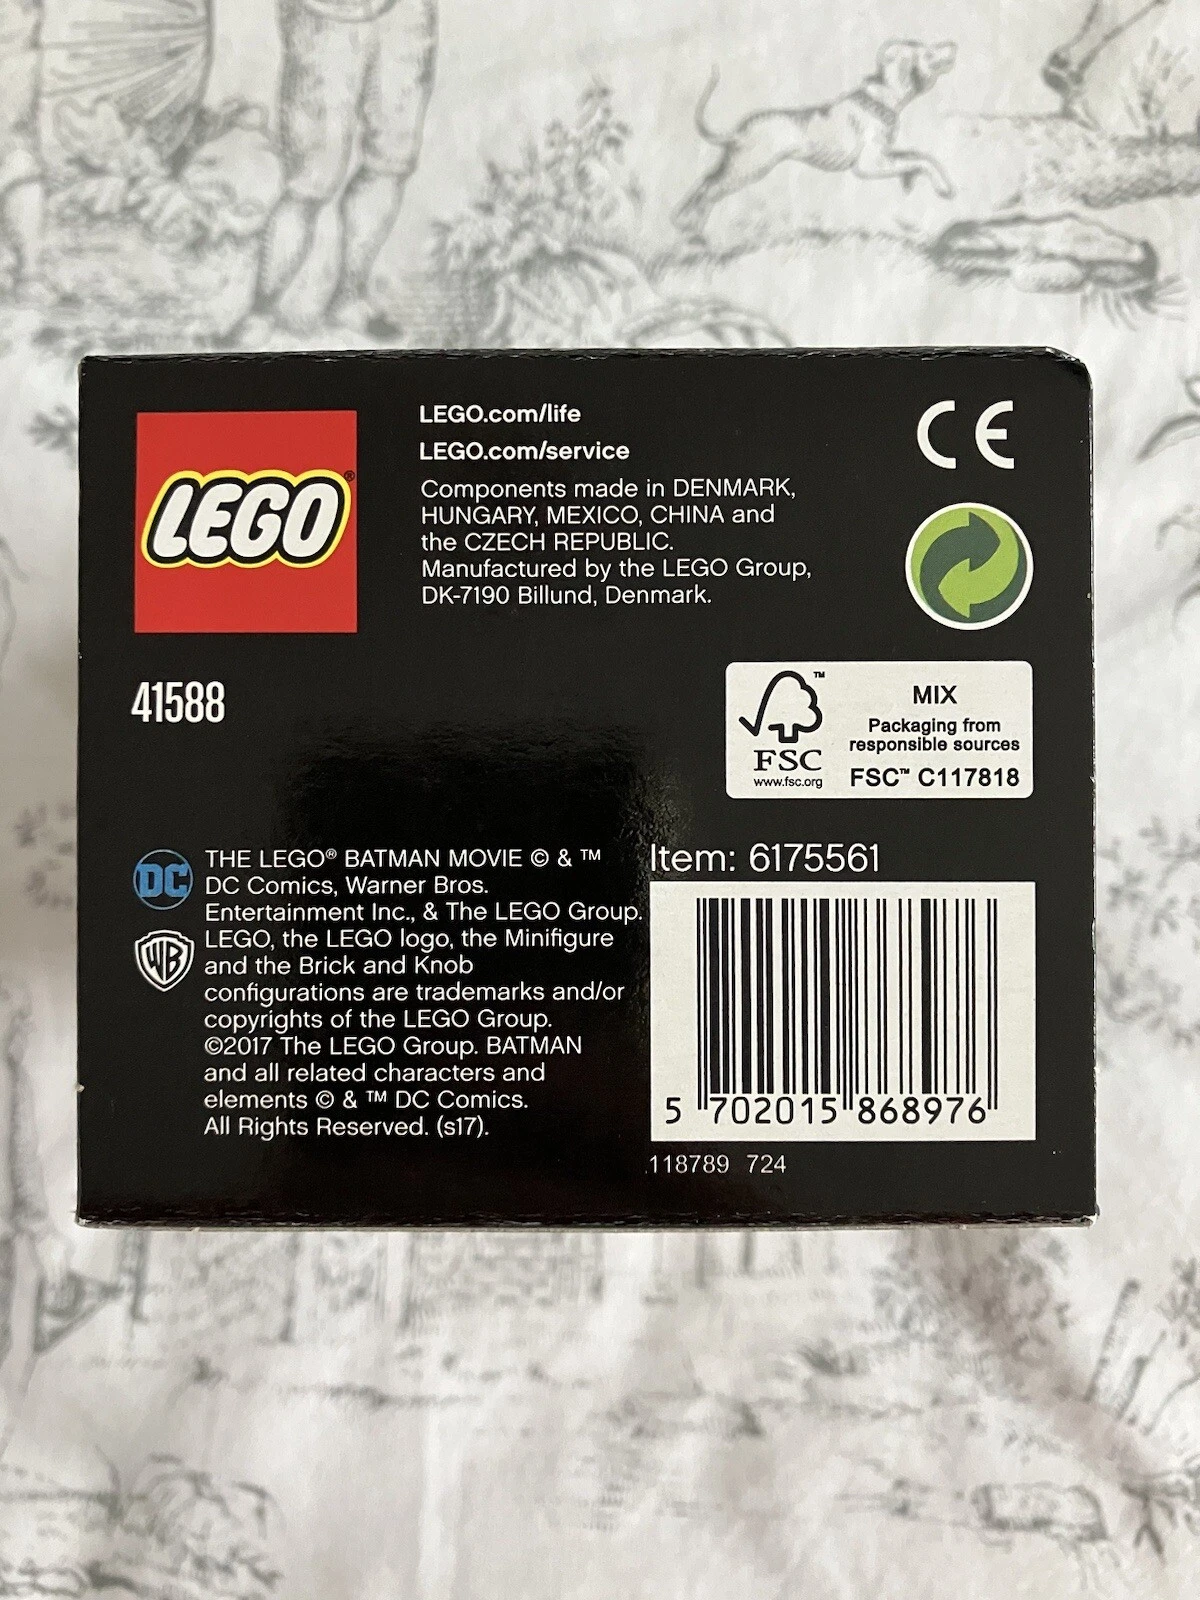 LEGO®
LEGO.com/life
LEGO.com/service
Components made in DENMARK,
HUNGARY, MEXICO, CHINA and
the CZECH REPUBLIC.
Manufactured by the LEGO Group,
DK-7190 Billund, Denmark.
CE
41588
FSC™
www.fsc.org
MIX
Packaging from
responsible sources
FSC™ C117818
DC
WB
THE LEGO® BATMAN MOVIE © & ™
DC Comics, Warner Bros.
Entertainment Inc., & The LEGO Group.
LEGO, the LEGO logo, the Minifigure
and the Brick and Knob
configurations are trademarks and/or
copyrights of the LEGO Group.
©2017 The LEGO Group. BATMAN
and all related characters and
elements © & ™ DC Comics.
All Rights Reserved. (s17).
Item: 6175561
5 702015 868976
118789 724